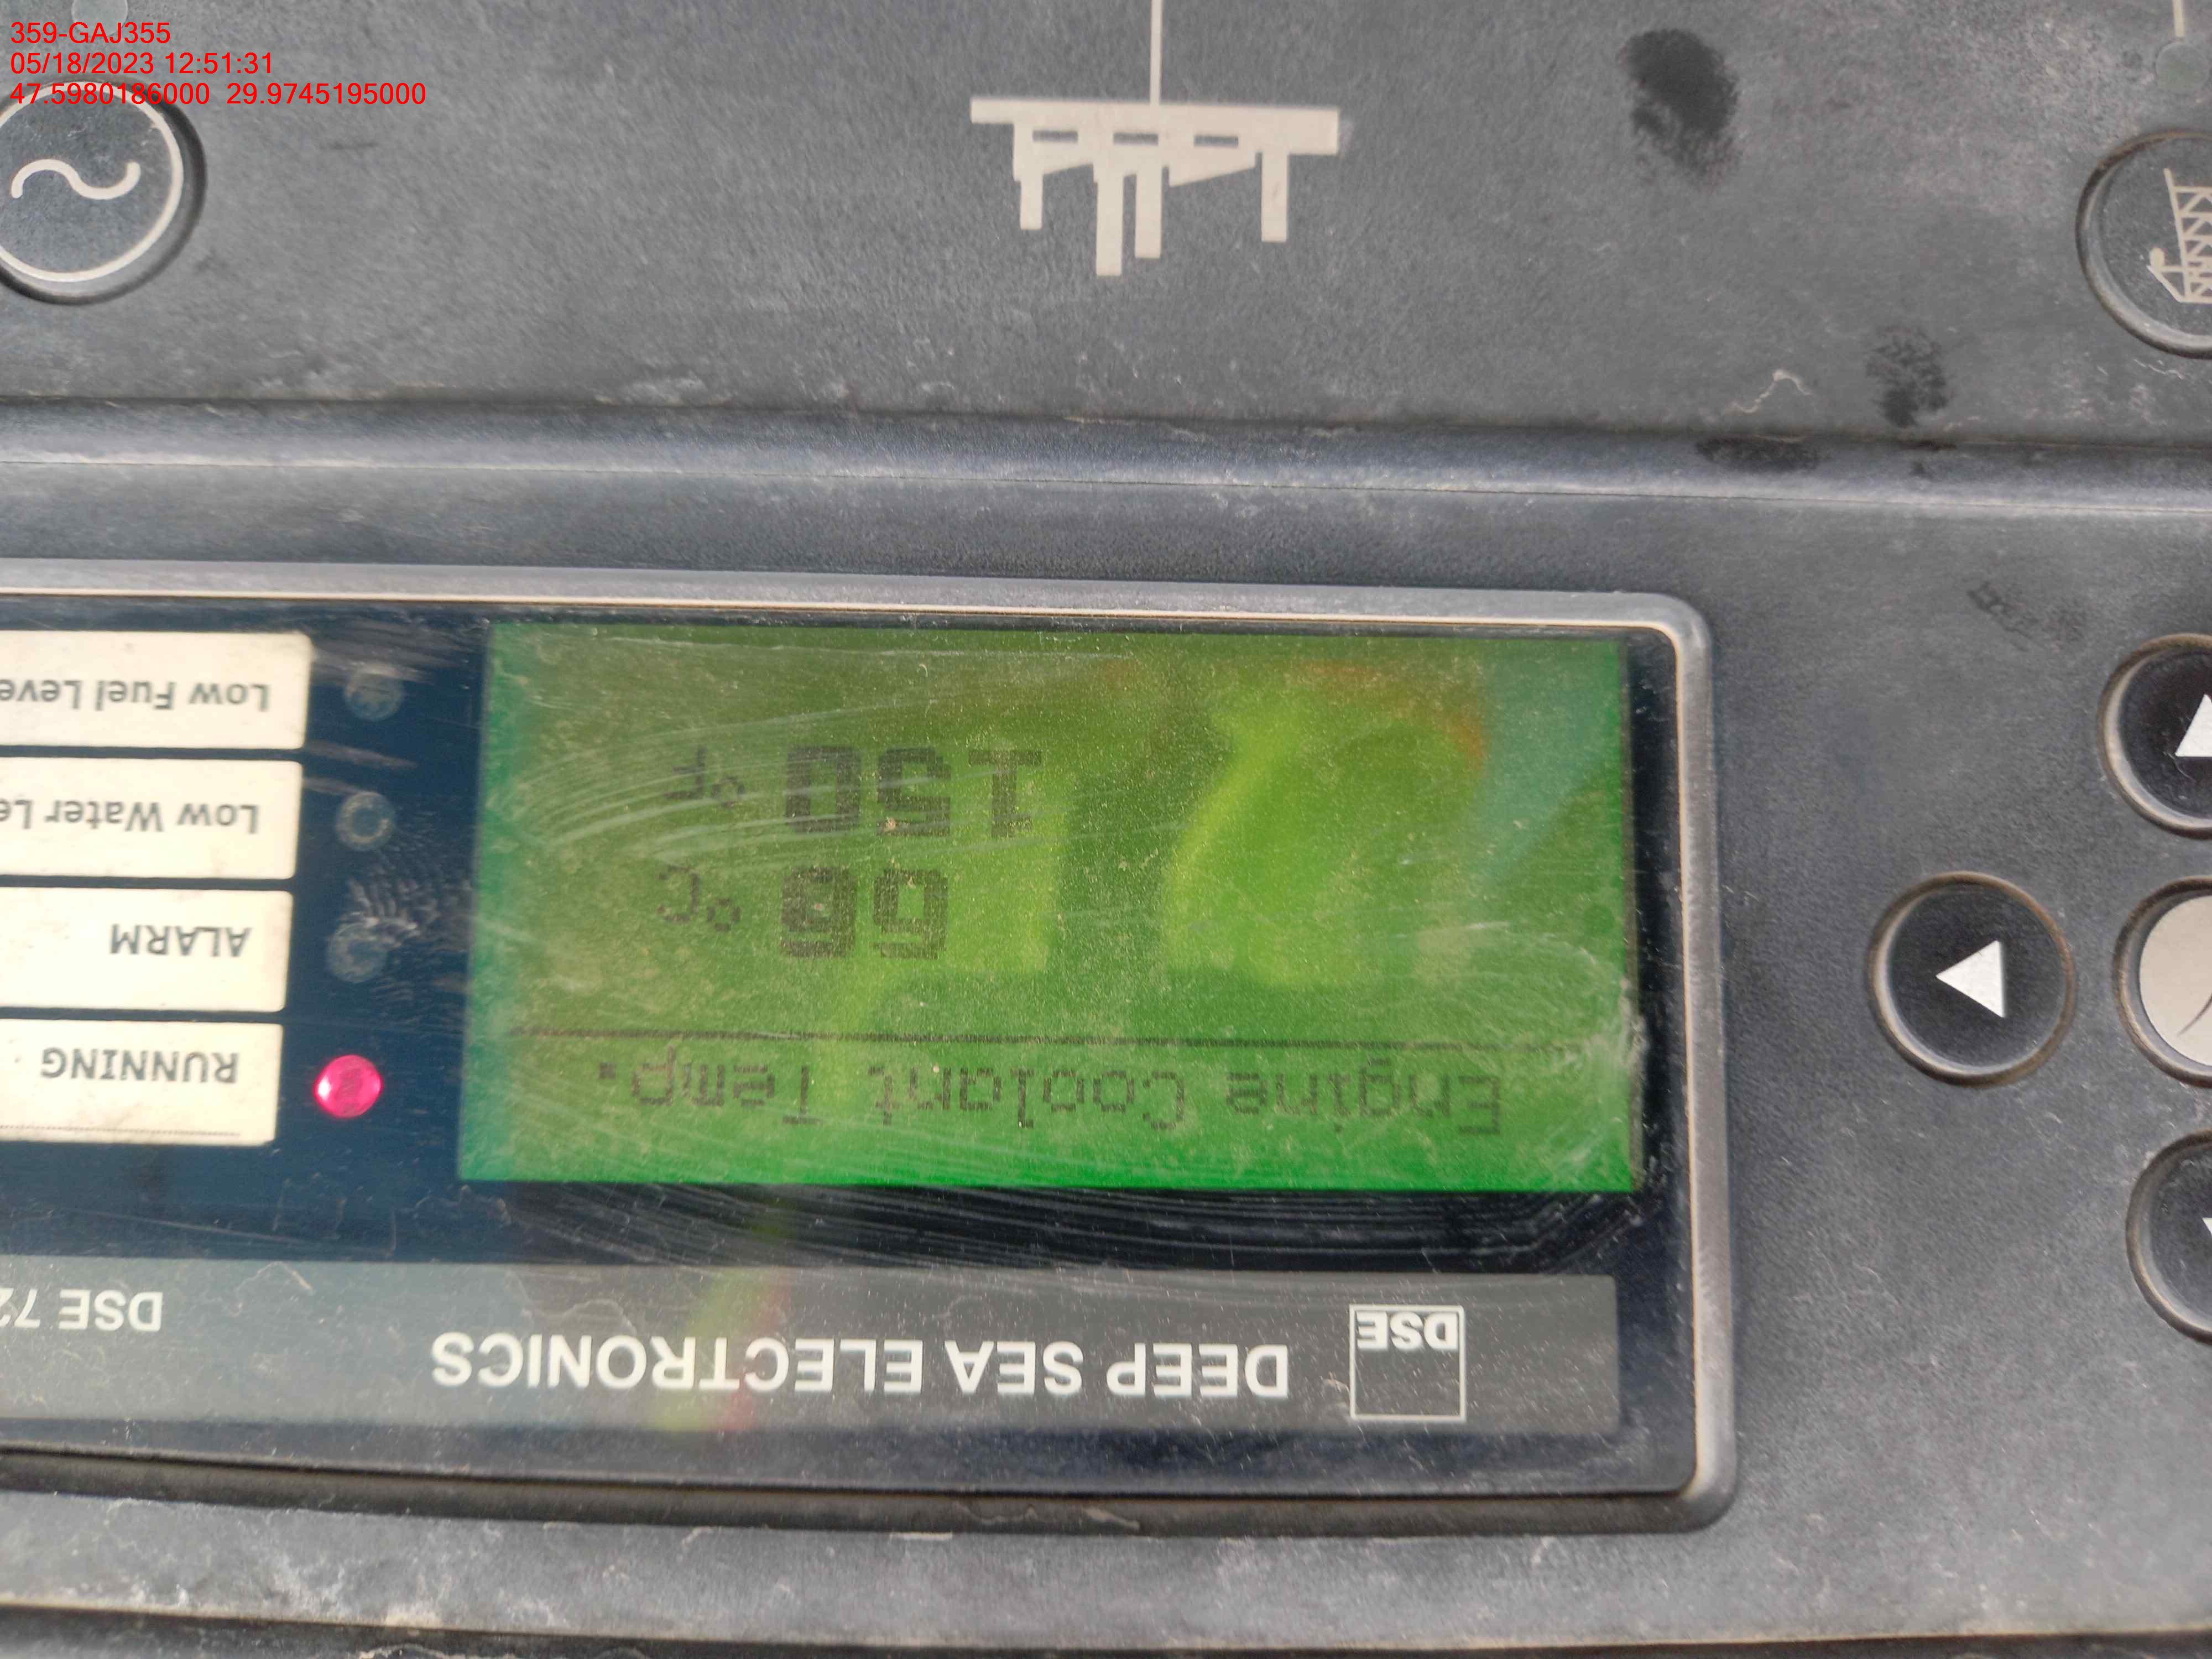 359-GAJ355
05/18/2023 12:51:31
47.5980186000 29.9745195000
DSE
DEEP SEA ELECTRONICS
DSE 72
Engine Coolant Temp.
66 °C
150 °F
RUNNING
ALARM
Low Water Le
Low Fuel Leve